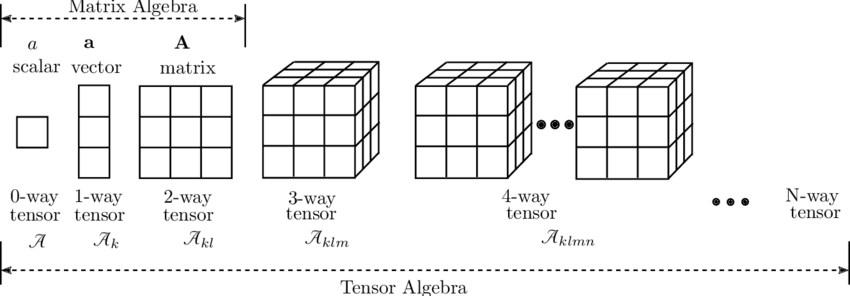 Matrix Algebra
a a A
scalar vector matrix
0-way 1-way 2-way 3-way 4-way N-way
tensor tensor tensor tensor tensor tensor
𝒜 𝒜ₖ 𝒜ₖₗ 𝒜ₖₗₘ 𝒜ₖₗₘₙ
Tensor Algebra